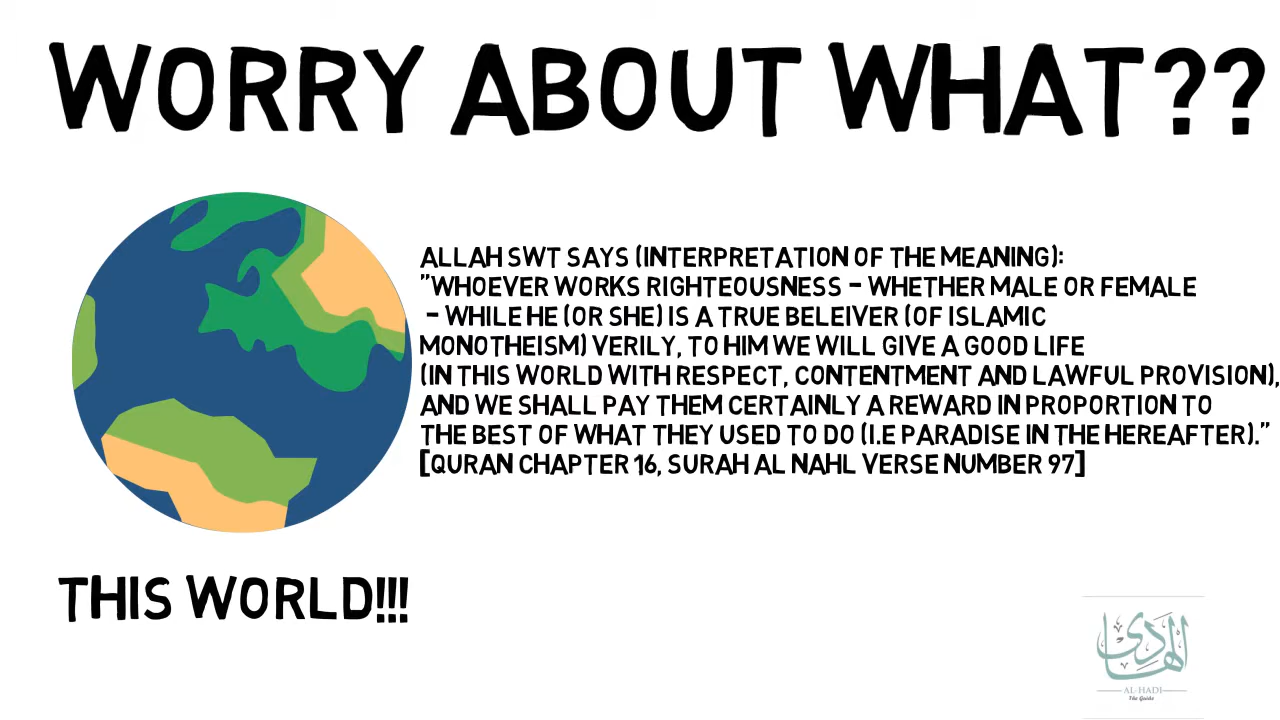 WORRY ABOUT WHAT??
ALLAH SWT SAYS (INTERPRETATION OF THE MEANING):
"WHOEVER WORKS RIGHTEOUSNESS - WHETHER MALE OR FEMALE
- WHILE HE (OR SHE) IS A TRUE BELEIVER (OF ISLAMIC
MONOTHEISM) VERILY, TO HIM WE WILL GIVE A GOOD LIFE
(IN THIS WORLD WITH RESPECT, CONTENTMENT AND LAWFUL PROVISION),
AND WE SHALL PAY THEM CERTAINLY A REWARD IN PROPORTION TO
THE BEST OF WHAT THEY USED TO DO (I.E PARADISE IN THE HEREAFTER)."
[QURAN CHAPTER 16, SURAH AL NAHL VERSE NUMBER 97]
THIS WORLD!!!
الهادى
AL-HADI
The Guide